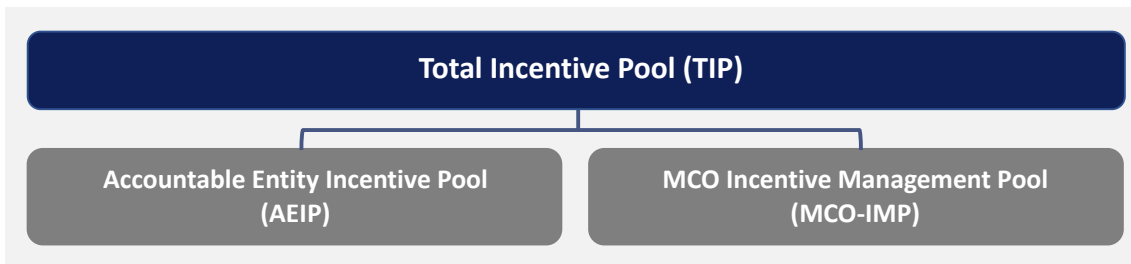 Total Incentive Pool (TIP)
Accountable Entity Incentive Pool
(AEIP)
MCO Incentive Management Pool
(MCO-IMP)